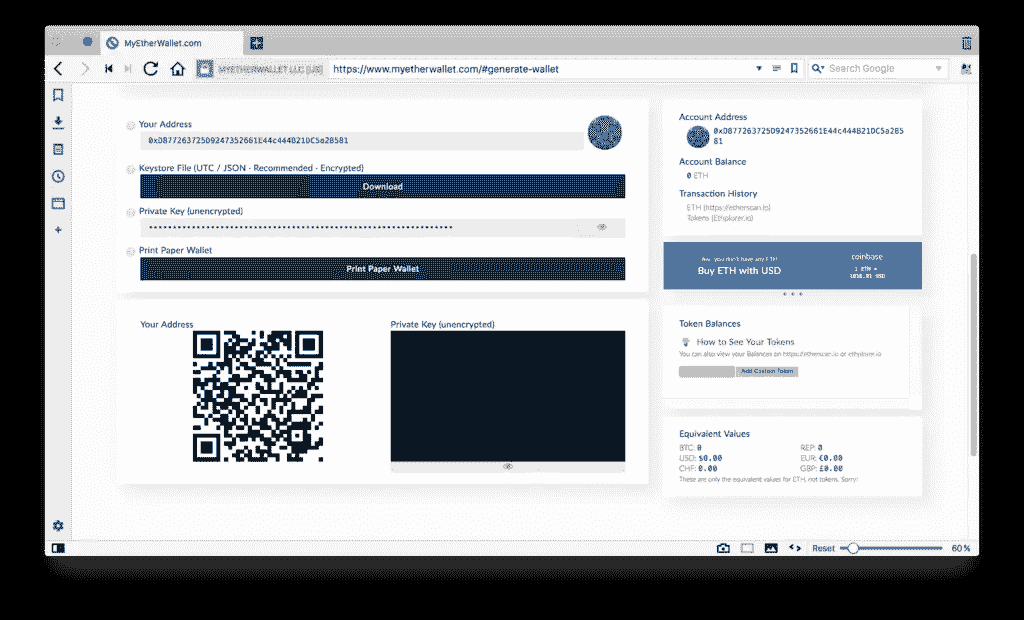 MyEtherWallet.com
MYETHERWALLET LLC [US] https://www.myetherwallet.com/#generate-wallet Search Google
Your Address
0xD877263725D9247352661E44c444B21DC5a28581
Keystore File (UTC / JSON · Recommended · Encrypted)
Download
Private Key (unencrypted)
Print Paper Wallet
Print Paper Wallet
Your Address
Private Key (unencrypted)
Account Address
0xD877263725D9247352661E44c444B21DC5a285
81
Account Balance
0 ETH
Transaction History
ETH (https://etherscan.io)
Tokens (Ethplorer.io)
you don't have any ETH?
Buy ETH with USD
coinbase
1 ETH ≈
USD
Token Balances
How to See Your Tokens
You can also view your Balances on https://etherscan.io or ethplorer.io
Add Custom Token
Equivalent Values
BTC: 0 REP: 0
USD: $0.00 EUR: €0.00
CHF: 0.00 GBP: £0.00
These are only the equivalent values for ETH, not tokens. Sorry!
Reset 60 %